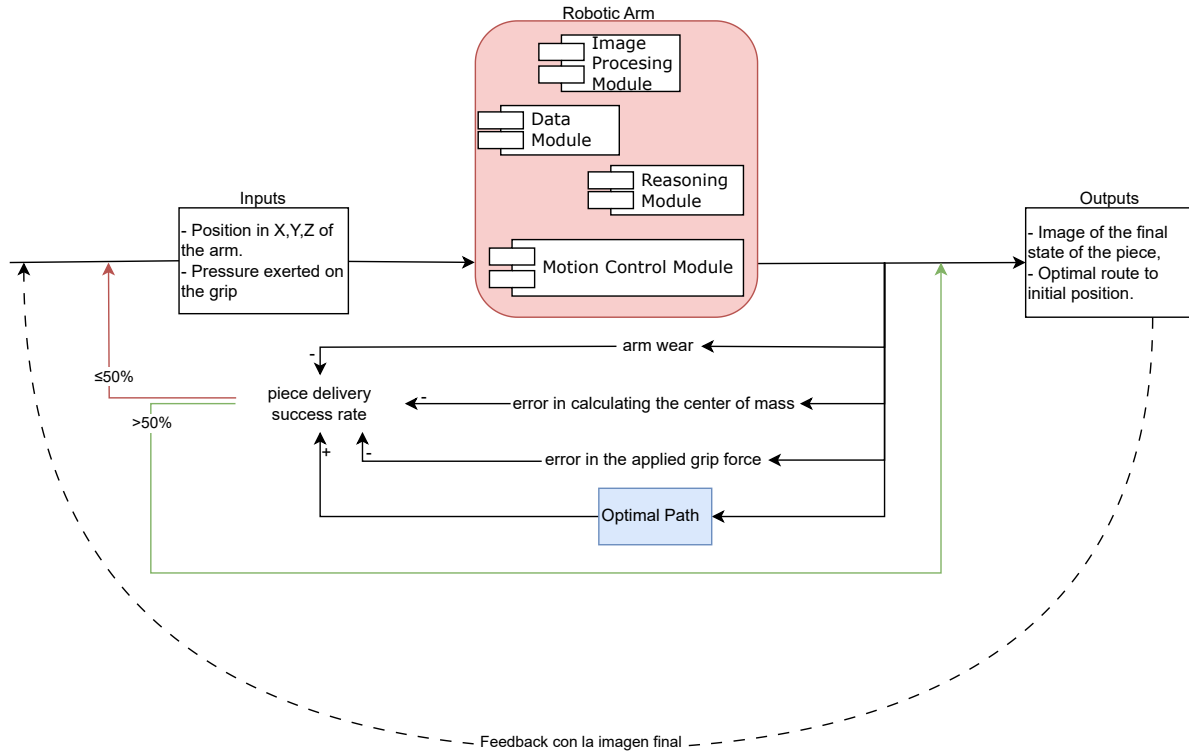 Robotic Arm
Image
Procesing
Module
Data
Module
Reasoning
Module
Motion Control Module
Inputs
- Position in X,Y,Z of
the arm.
- Pressure exerted on
the grip
Outputs
- Image of the final
state of the piece,
- Optimal route to
initial position.
arm wear
-
≤50%
piece delivery
success rate
-
error in calculating the center of mass
>50%
+
-
error in the applied grip force
Optimal Path
Feedback con la imagen final